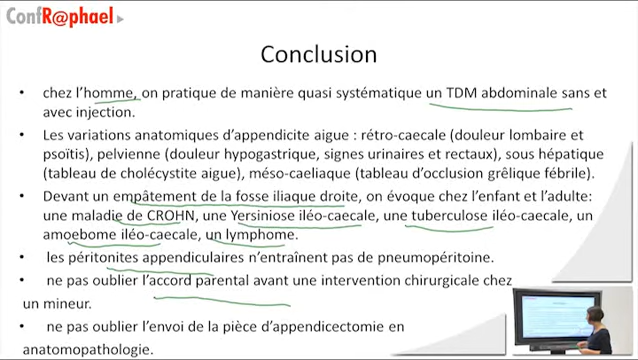 ConfR@phael
Conclusion
• chez l'homme, on pratique de manière quasi systématique un TDM abdominale sans et
avec injection.
• Les variations anatomiques d'appendicite aigue : rétro-caecale (douleur lombaire et
psoïtis), pelvienne (douleur hypogastrique, signes urinaires et rectaux), sous hépatique
(tableau de cholécystite aigue), méso-caeliaque (tableau d'occlusion grêlique fébrile).
• Devant un empâtement de la fosse iliaque droite, on évoque chez l'enfant et l'adulte:
une maladie de CROHN, une Yersiniose iléo-caecale, une tuberculose iléo-caecale, un
amoebome iléo-caecale, un lymphome.
• les péritonites appendiculaires n'entraînent pas de pneumopéritoine.
• ne pas oublier l'accord parental avant une intervention chirurgicale chez
un mineur.
• ne pas oublier l'envoi de la pièce d'appendicectomie en
anatomopathologie.